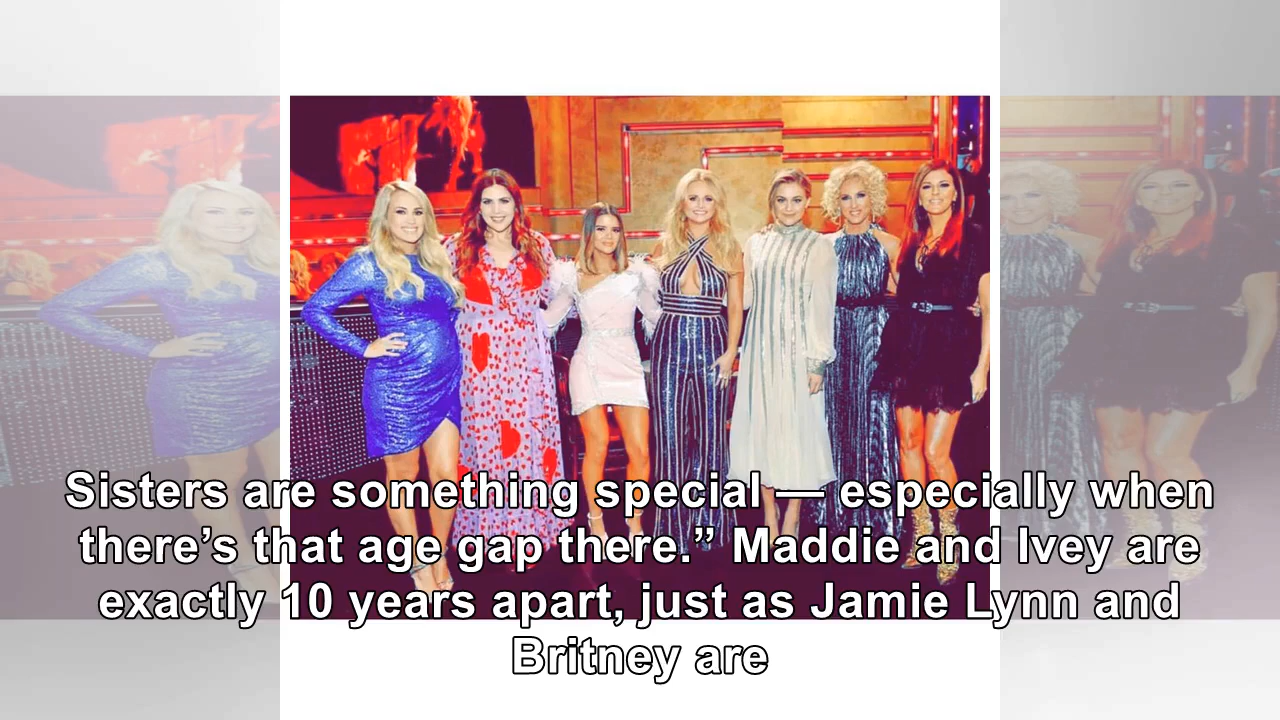 Sisters are something special — especially when
there’s that age gap there.” Maddie and Ivey are
exactly 10 years apart, just as Jamie Lynn and
Britney are